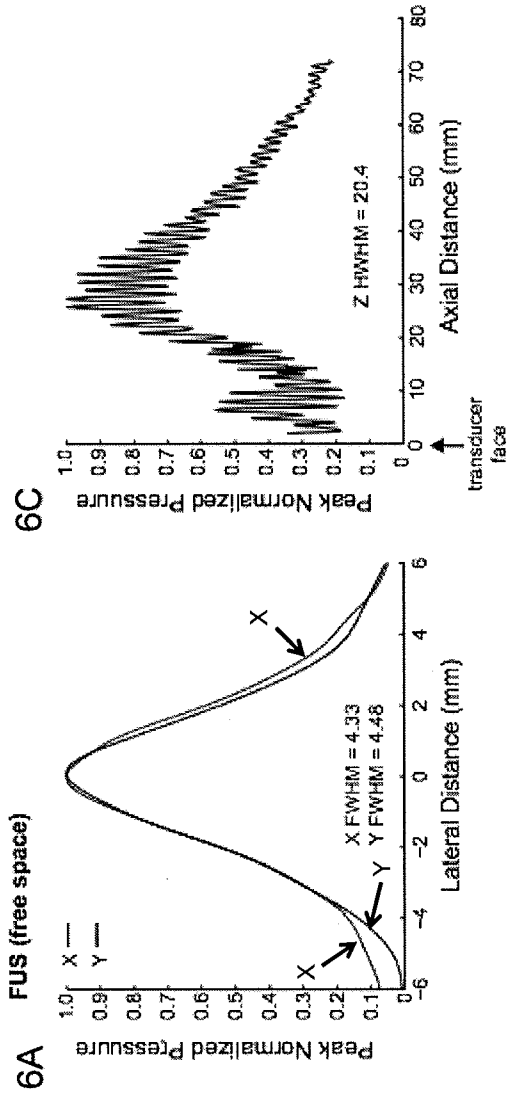 6A
FUS (free space)
X
Y
Peak Normalized Pressuure
1.0
0.9
0.8
0.7
0.6
0.5
0.4
0.3
0.2
0.1
0
X
X
Y
X FWHM = 4.33
Y FWHM = 4.48
-6 -4 -2 0 2 4 6
Lateral Distance (mm)
6C
Peak Normalized Pressuure
1.0
0.9
0.8
0.7
0.6
0.5
0.4
0.3
0.2
0.1
0
Z HWHM = 20.4
0 10 20 30 40 50 60 70 80
Axial Distance (mm)
transducer
face